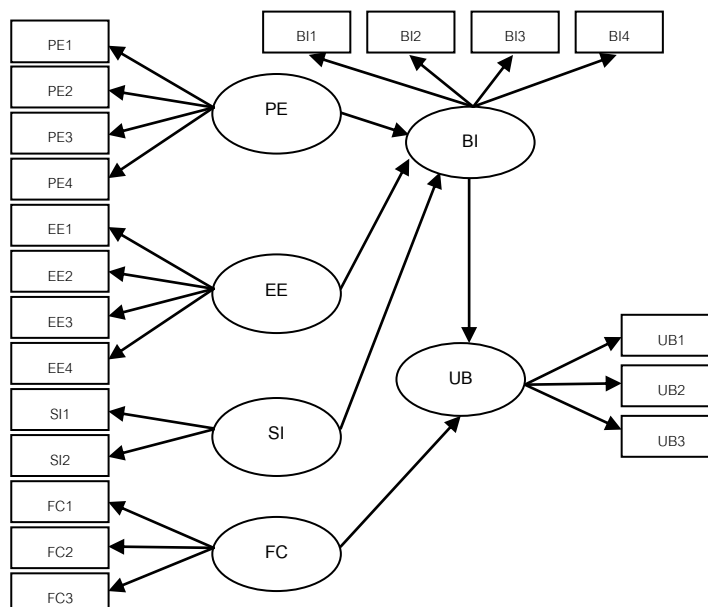 BI1
BI2
BI3
BI4
PE1
PE2
PE3
PE4
PE
BI
EE1
EE2
EE3
EE4
EE
UB
UB1
UB2
UB3
SI1
SI2
SI
FC1
FC2
FC3
FC